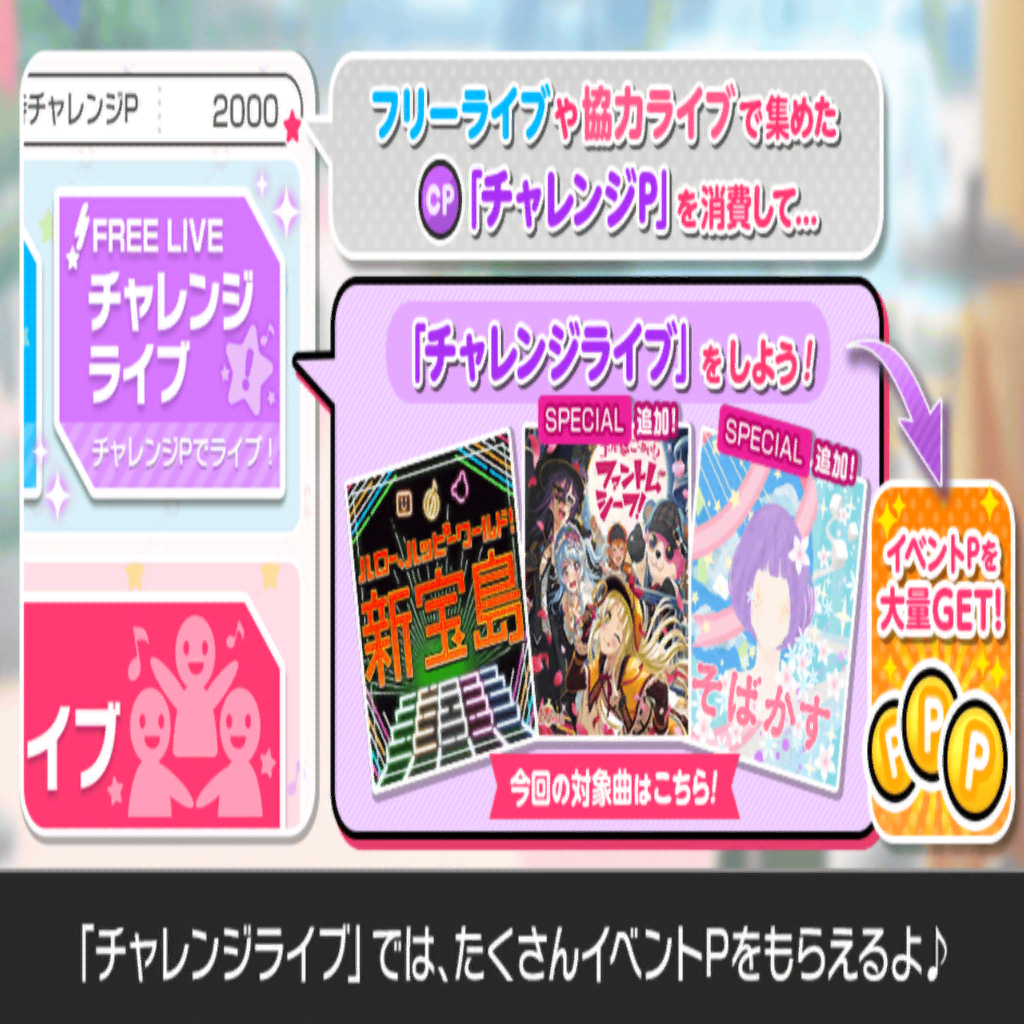 チャレンジP 2000
フリーライブや協力ライブで集めた
CP「チャレンジP」を消費して…
FREE LIVE
チャレンジ
ライブ
チャレンジPでライブ!
イブ
「チャレンジライブ」をしよう!
SPECIAL 追加!
SPECIAL 追加!
ハロー、ハッピーワールド!
新宝島
ファントム
シーフ!
そばかす
今回の対象曲はこちら!
イベントPを
大量GET!
P P P
「チャレンジライブ」では、たくさんイベントPをもらえるよ♪